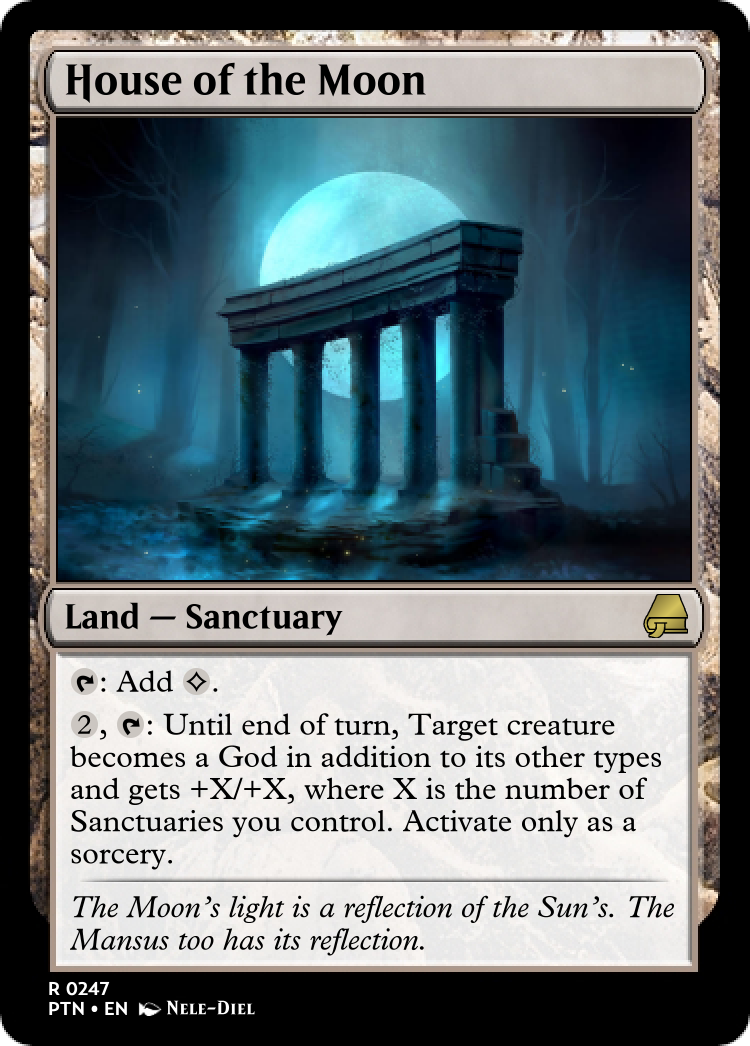 House of the Moon
Land — Sanctuary
: Add .
2, : Until end of turn, Target creature
becomes a God in addition to its other types
and gets +X/+X, where X is the number of
Sanctuaries you control. Activate only as a
sorcery.
The Moon's light is a reflection of the Sun's. The
Mansus too has its reflection.
R 0247
PTN • EN Nele-Diel